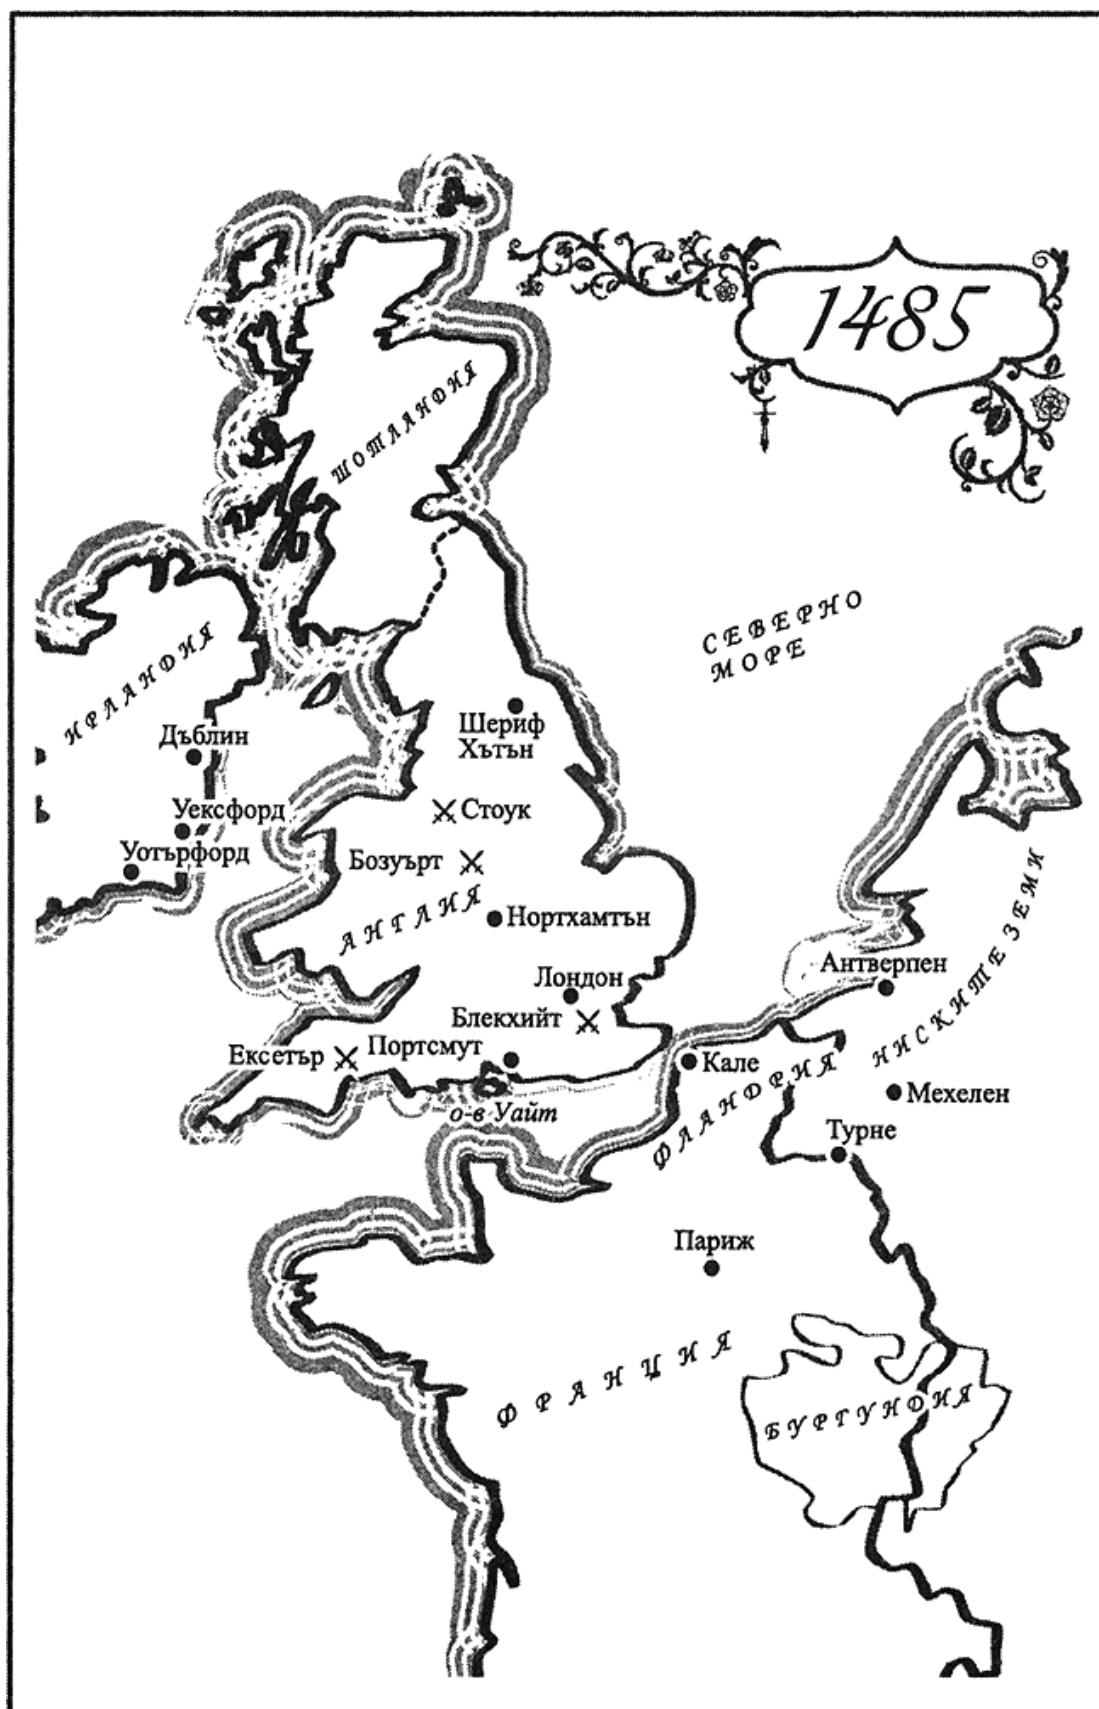 1485
ШОТЛАНДИЯ
СЕВЕРНО
МОРЕ
ИРЛАНДИЯ
Шериф
Хътън
Дъблин
Уексфорд
Стоук
Уотърфорд
Бозуърт
АНГЛИЯ
Нортхамтън
НИСКИТЕ ЗЕМИ
Антверпен
Лондон
Блекхийт
Ексетър
Портсмут
Кале
ФЛАНДРИЯ
Мехелен
о-в Уайт
Турне
Париж
ФРАНЦИЯ
БУРГУНДИЯ